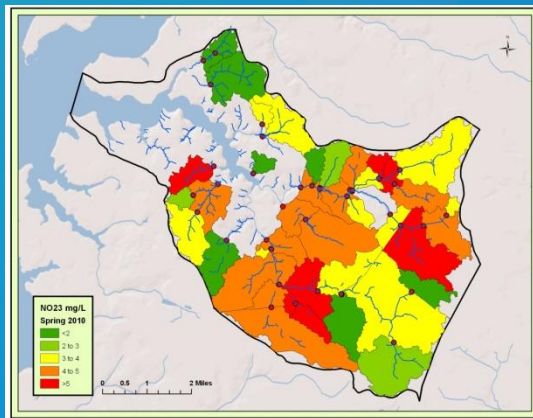 N
NO23 mg/L
Spring 2010
<2
2 to 3
3 to 4
4 to 5
>5
0 0.5 1 2 Miles